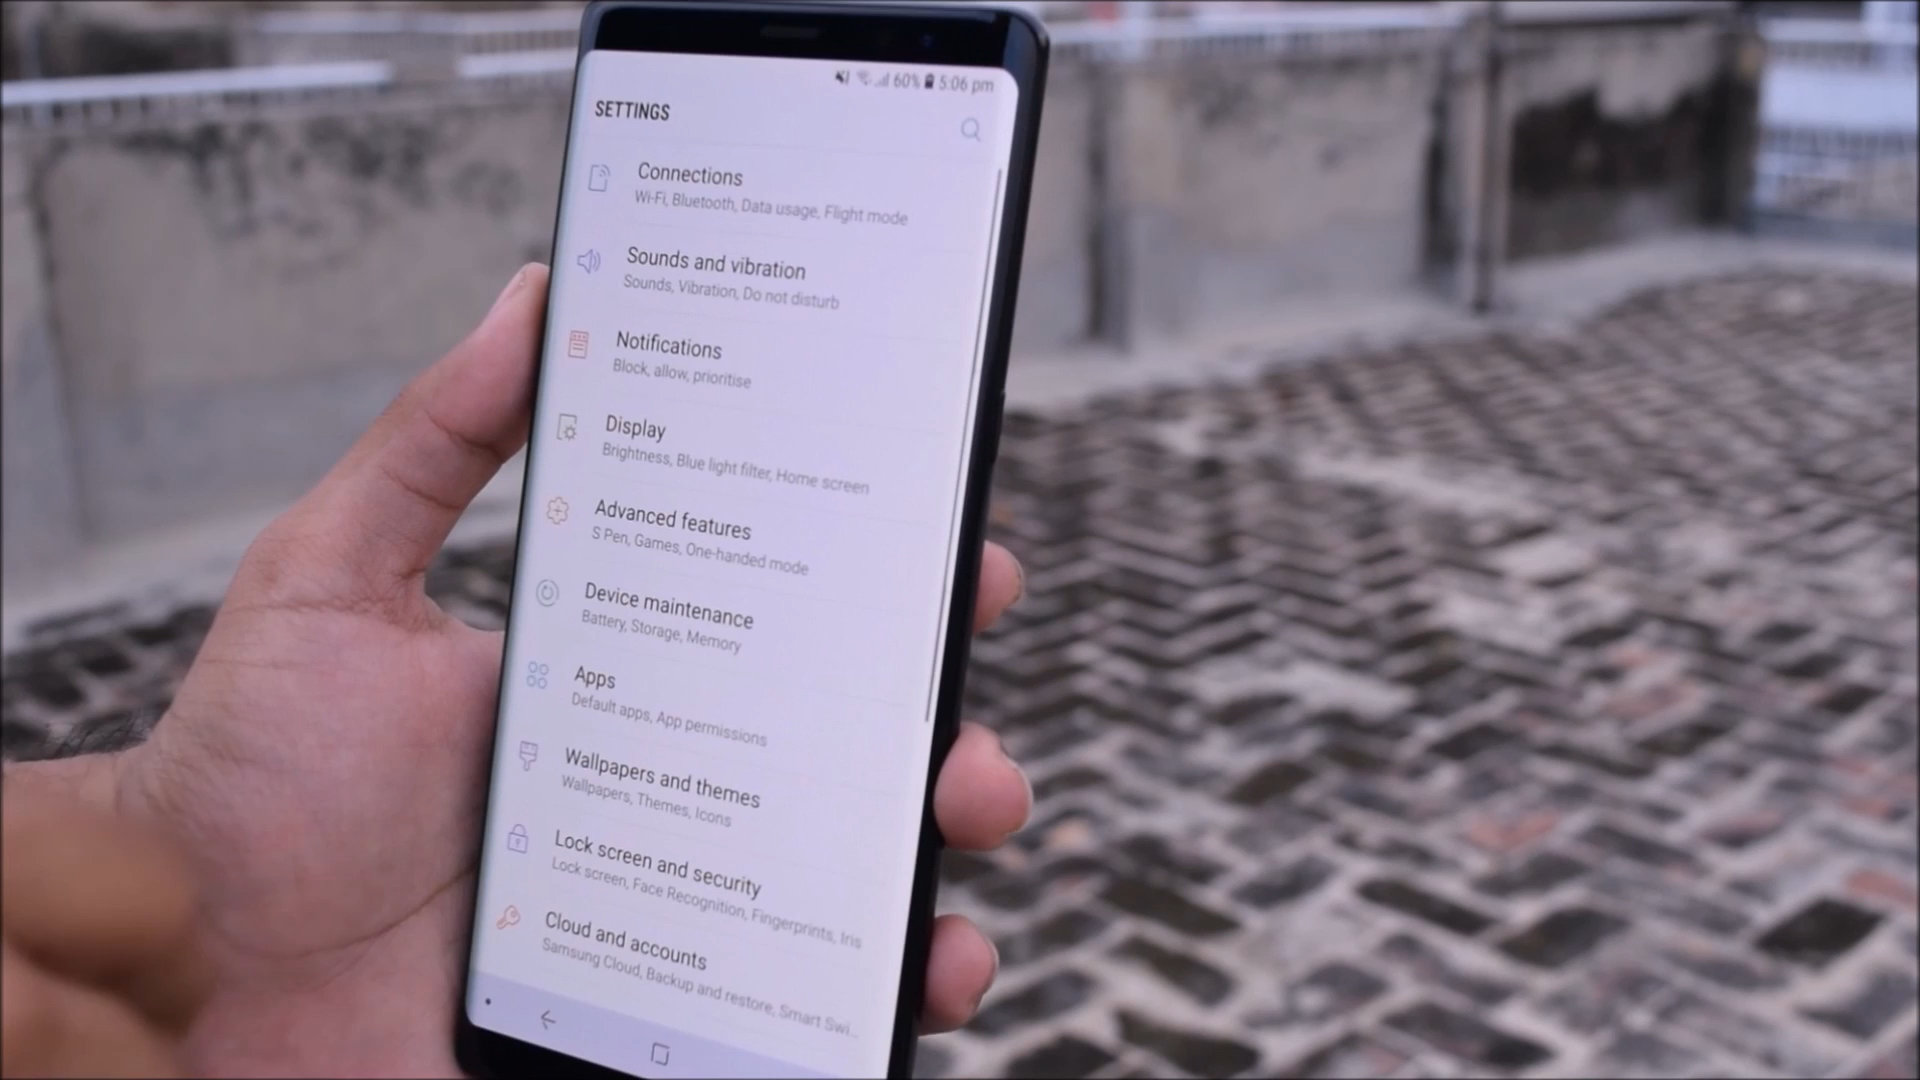 60% 5:06 pm
SETTINGS
Connections
Wi-Fi, Bluetooth, Data usage, Flight mode
Sounds and vibration
Sounds, Vibration, Do not disturb
Notifications
Block, allow, prioritise
Display
Brightness, Blue light filter, Home screen
Advanced features
S Pen, Games, One-handed mode
Device maintenance
Battery, Storage, Memory
Apps
Default apps, App permissions
Wallpapers and themes
Wallpapers, Themes, Icons
Lock screen and security
Lock screen, Face Recognition, Fingerprints, Iris
Cloud and accounts
Samsung Cloud, Backup and restore, Smart Swi...